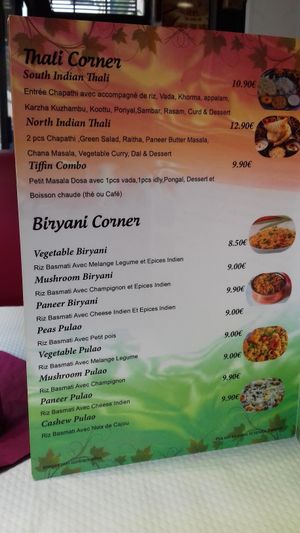 Thali Corner
South Indian Thali 10.90€
Entrée Chapathi avec accompagné de riz, Vada, Khorma, appalam,
Karzha Kuzhambu, Koottu, Poriyal,Sambar, Rasam, Curd & Dessert
North Indian Thali 12.90€
2 pcs Chapathi ,Green Salad, Raitha, Paneer Butter Masala,
Chana Masala, Vegetable Curry, Dal & Dessert
Tiffin Combo 9.90€
Petit Masala Dosa avec 1pcs vada,1pcs idly,Pongal, Dessert et
Boisson chaude (thé ou Café)
Biryani Corner
Vegetable Biryani 8.50€
Riz Basmati Avec Melange Legume et Epices Indien
Mushroom Biryani 9.00€
Riz Basmati Avec Champignon et Epices Indien
Paneer Biryani 9.90€
Riz Basmati Avec Cheese Indien Et Epices Indien
Peas Pulao 9.00€
Riz Basmati Avec Petit pois
Vegetable Pulao 9.00€
Riz Basmati Avec Melange Legume
Mushroom Pulao 9.00€
Riz Basmati Avec Champignon
Paneer Pulao 9.90€
Riz Basmati Avec Cheese Indien
Cashew Pulao 9.90€
Riz Basmati Avec Noix de Cajou